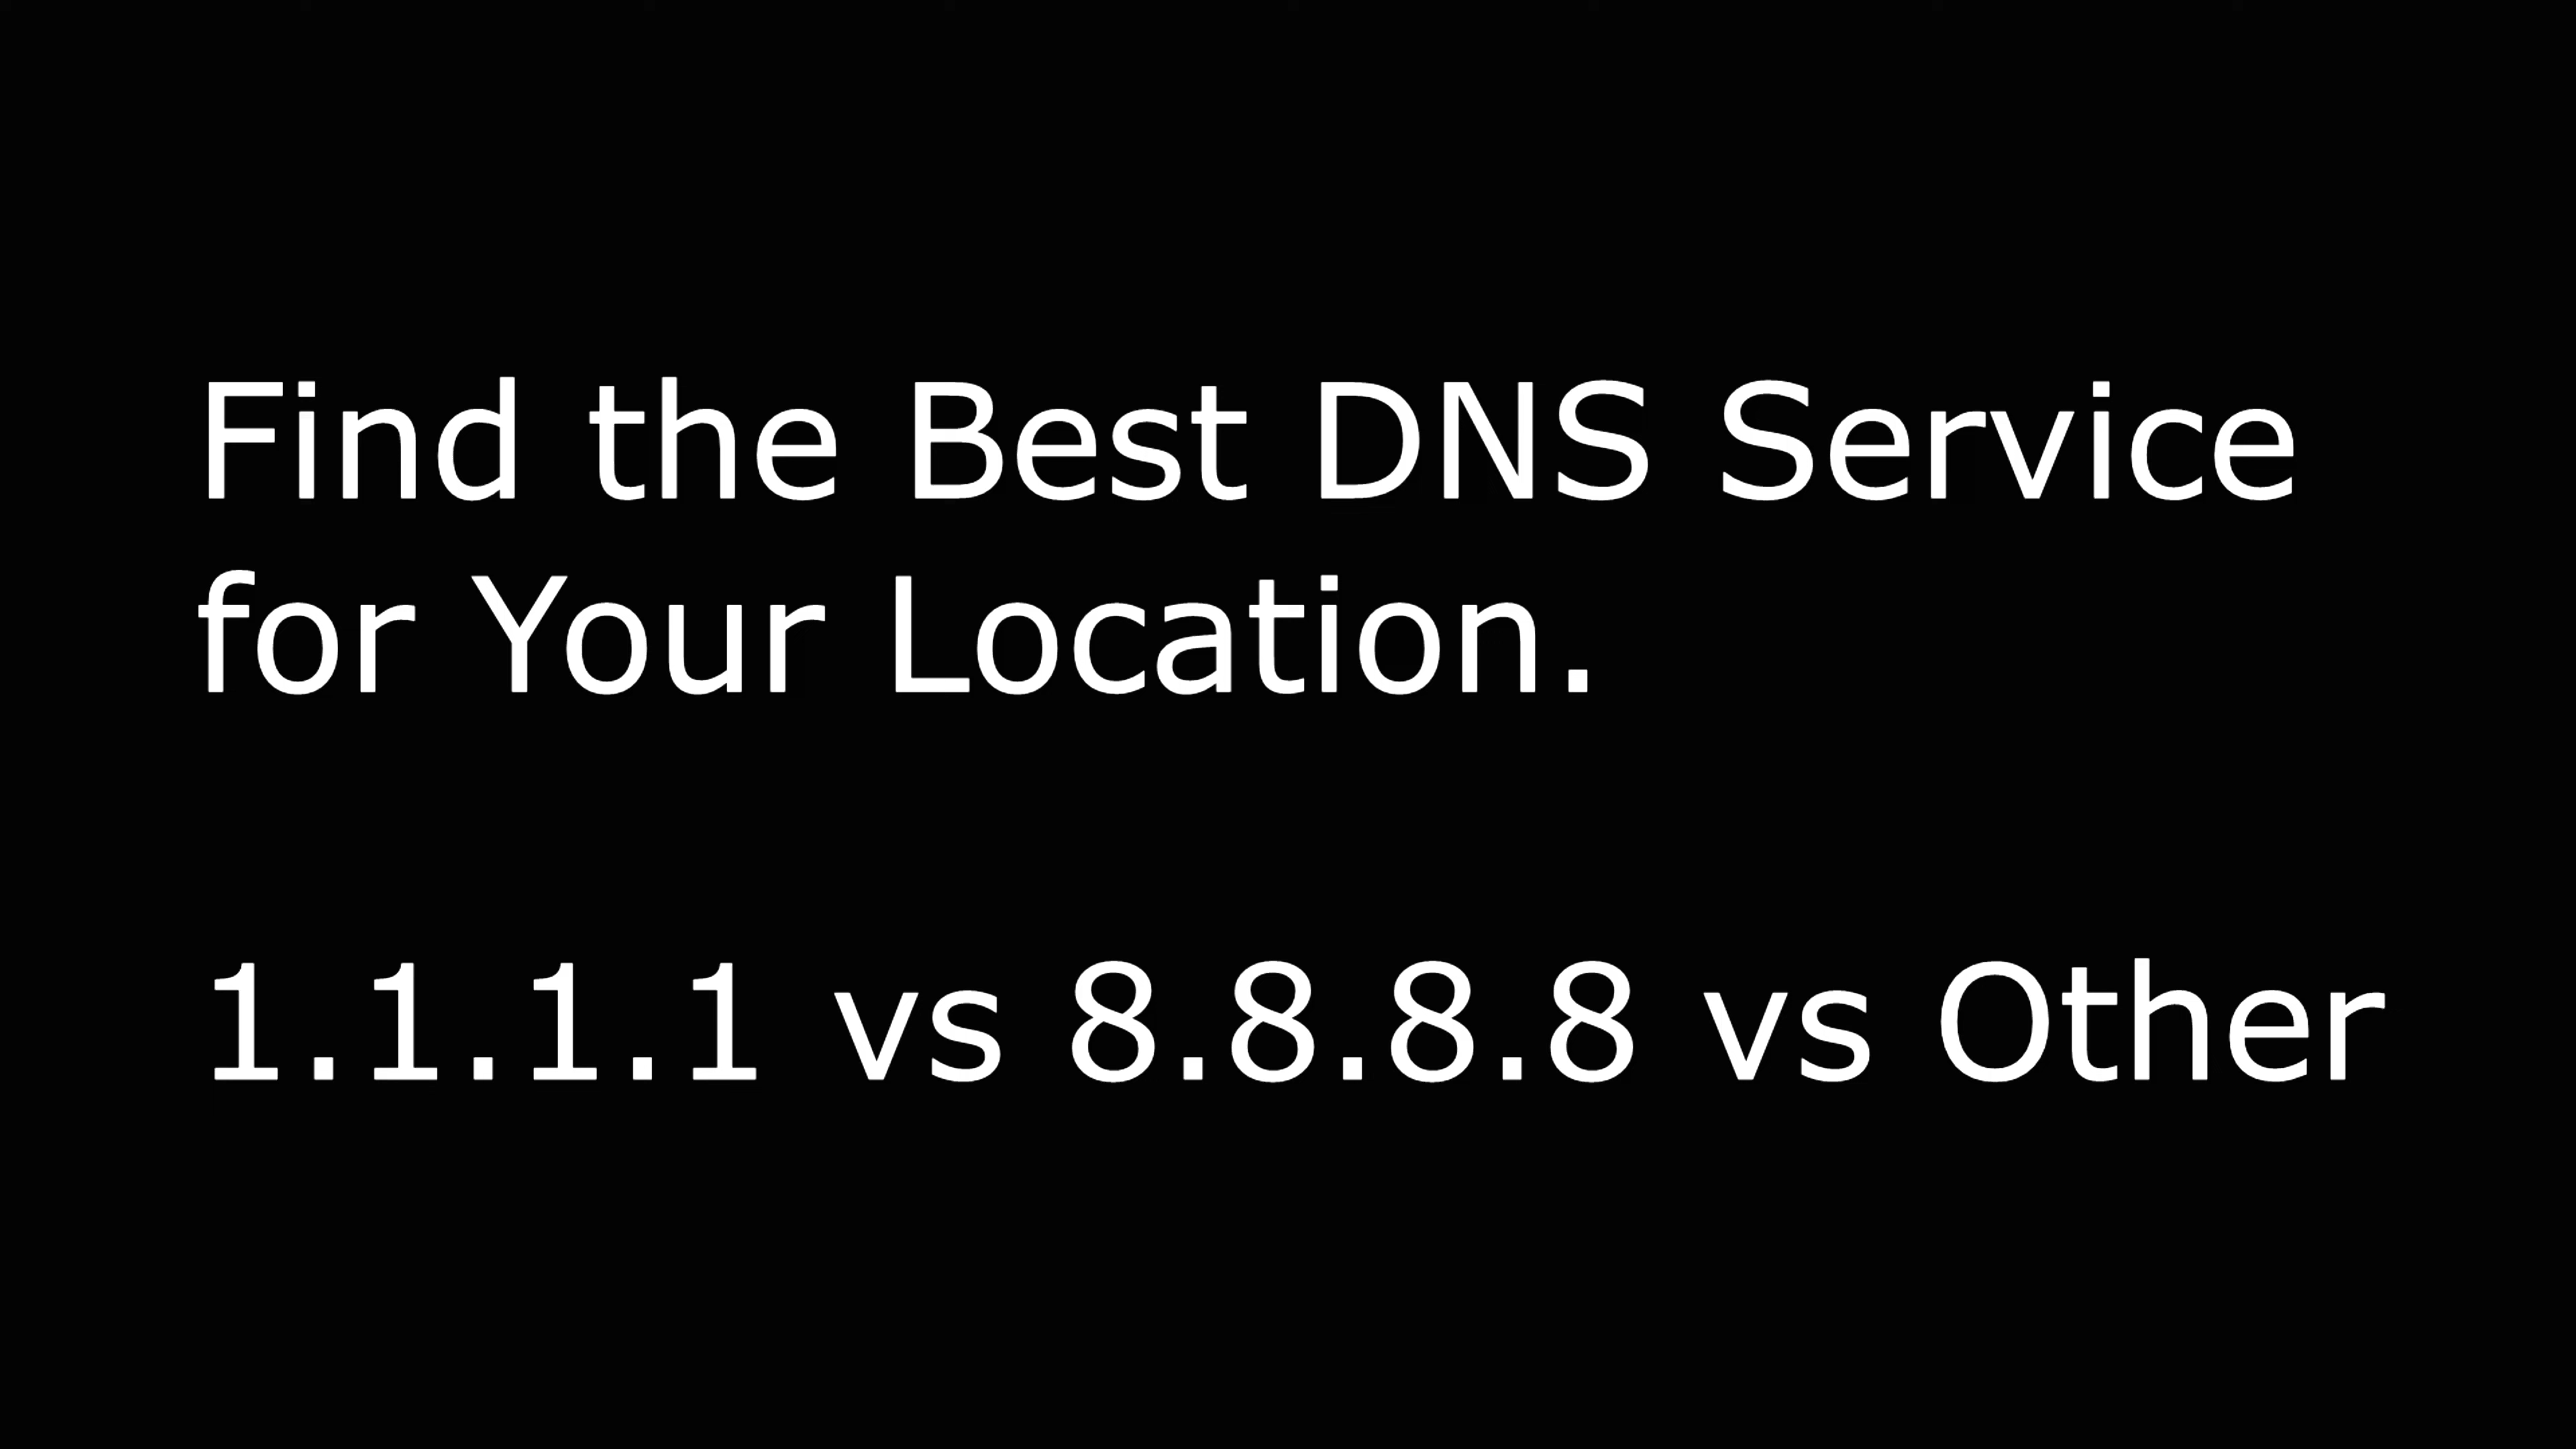 Find the Best DNS Service
for Your Location.
1.1.1.1 vs 8.8.8.8 vs Other